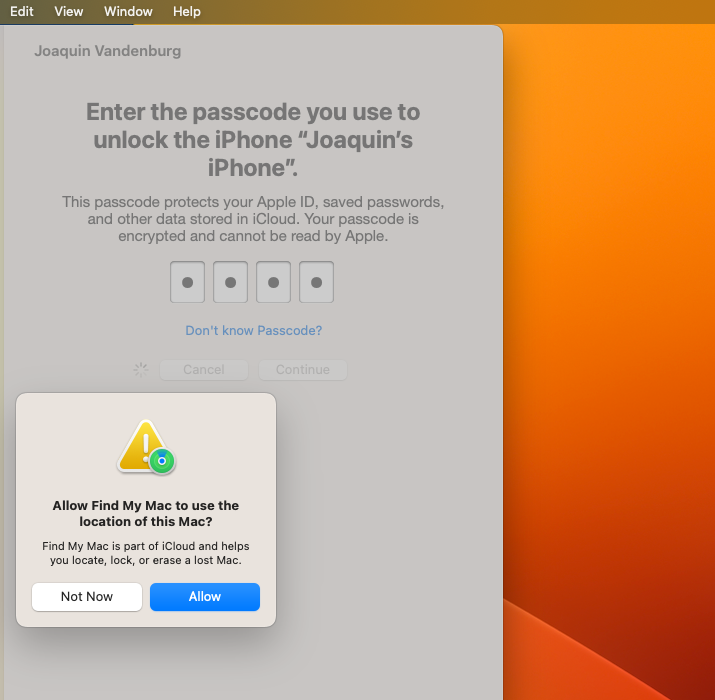 Edit View Window Help
Joaquin Vandenburg
Enter the passcode you use to
unlock the iPhone “Joaquin’s
iPhone”.
This passcode protects your Apple ID, saved passwords,
and other data stored in iCloud. Your passcode is
encrypted and cannot be read by Apple.
Don't know Passcode?
Cancel Continue
Allow Find My Mac to use the
location of this Mac?
Find My Mac is part of iCloud and helps
you locate, lock, or erase a lost Mac.
Not Now Allow